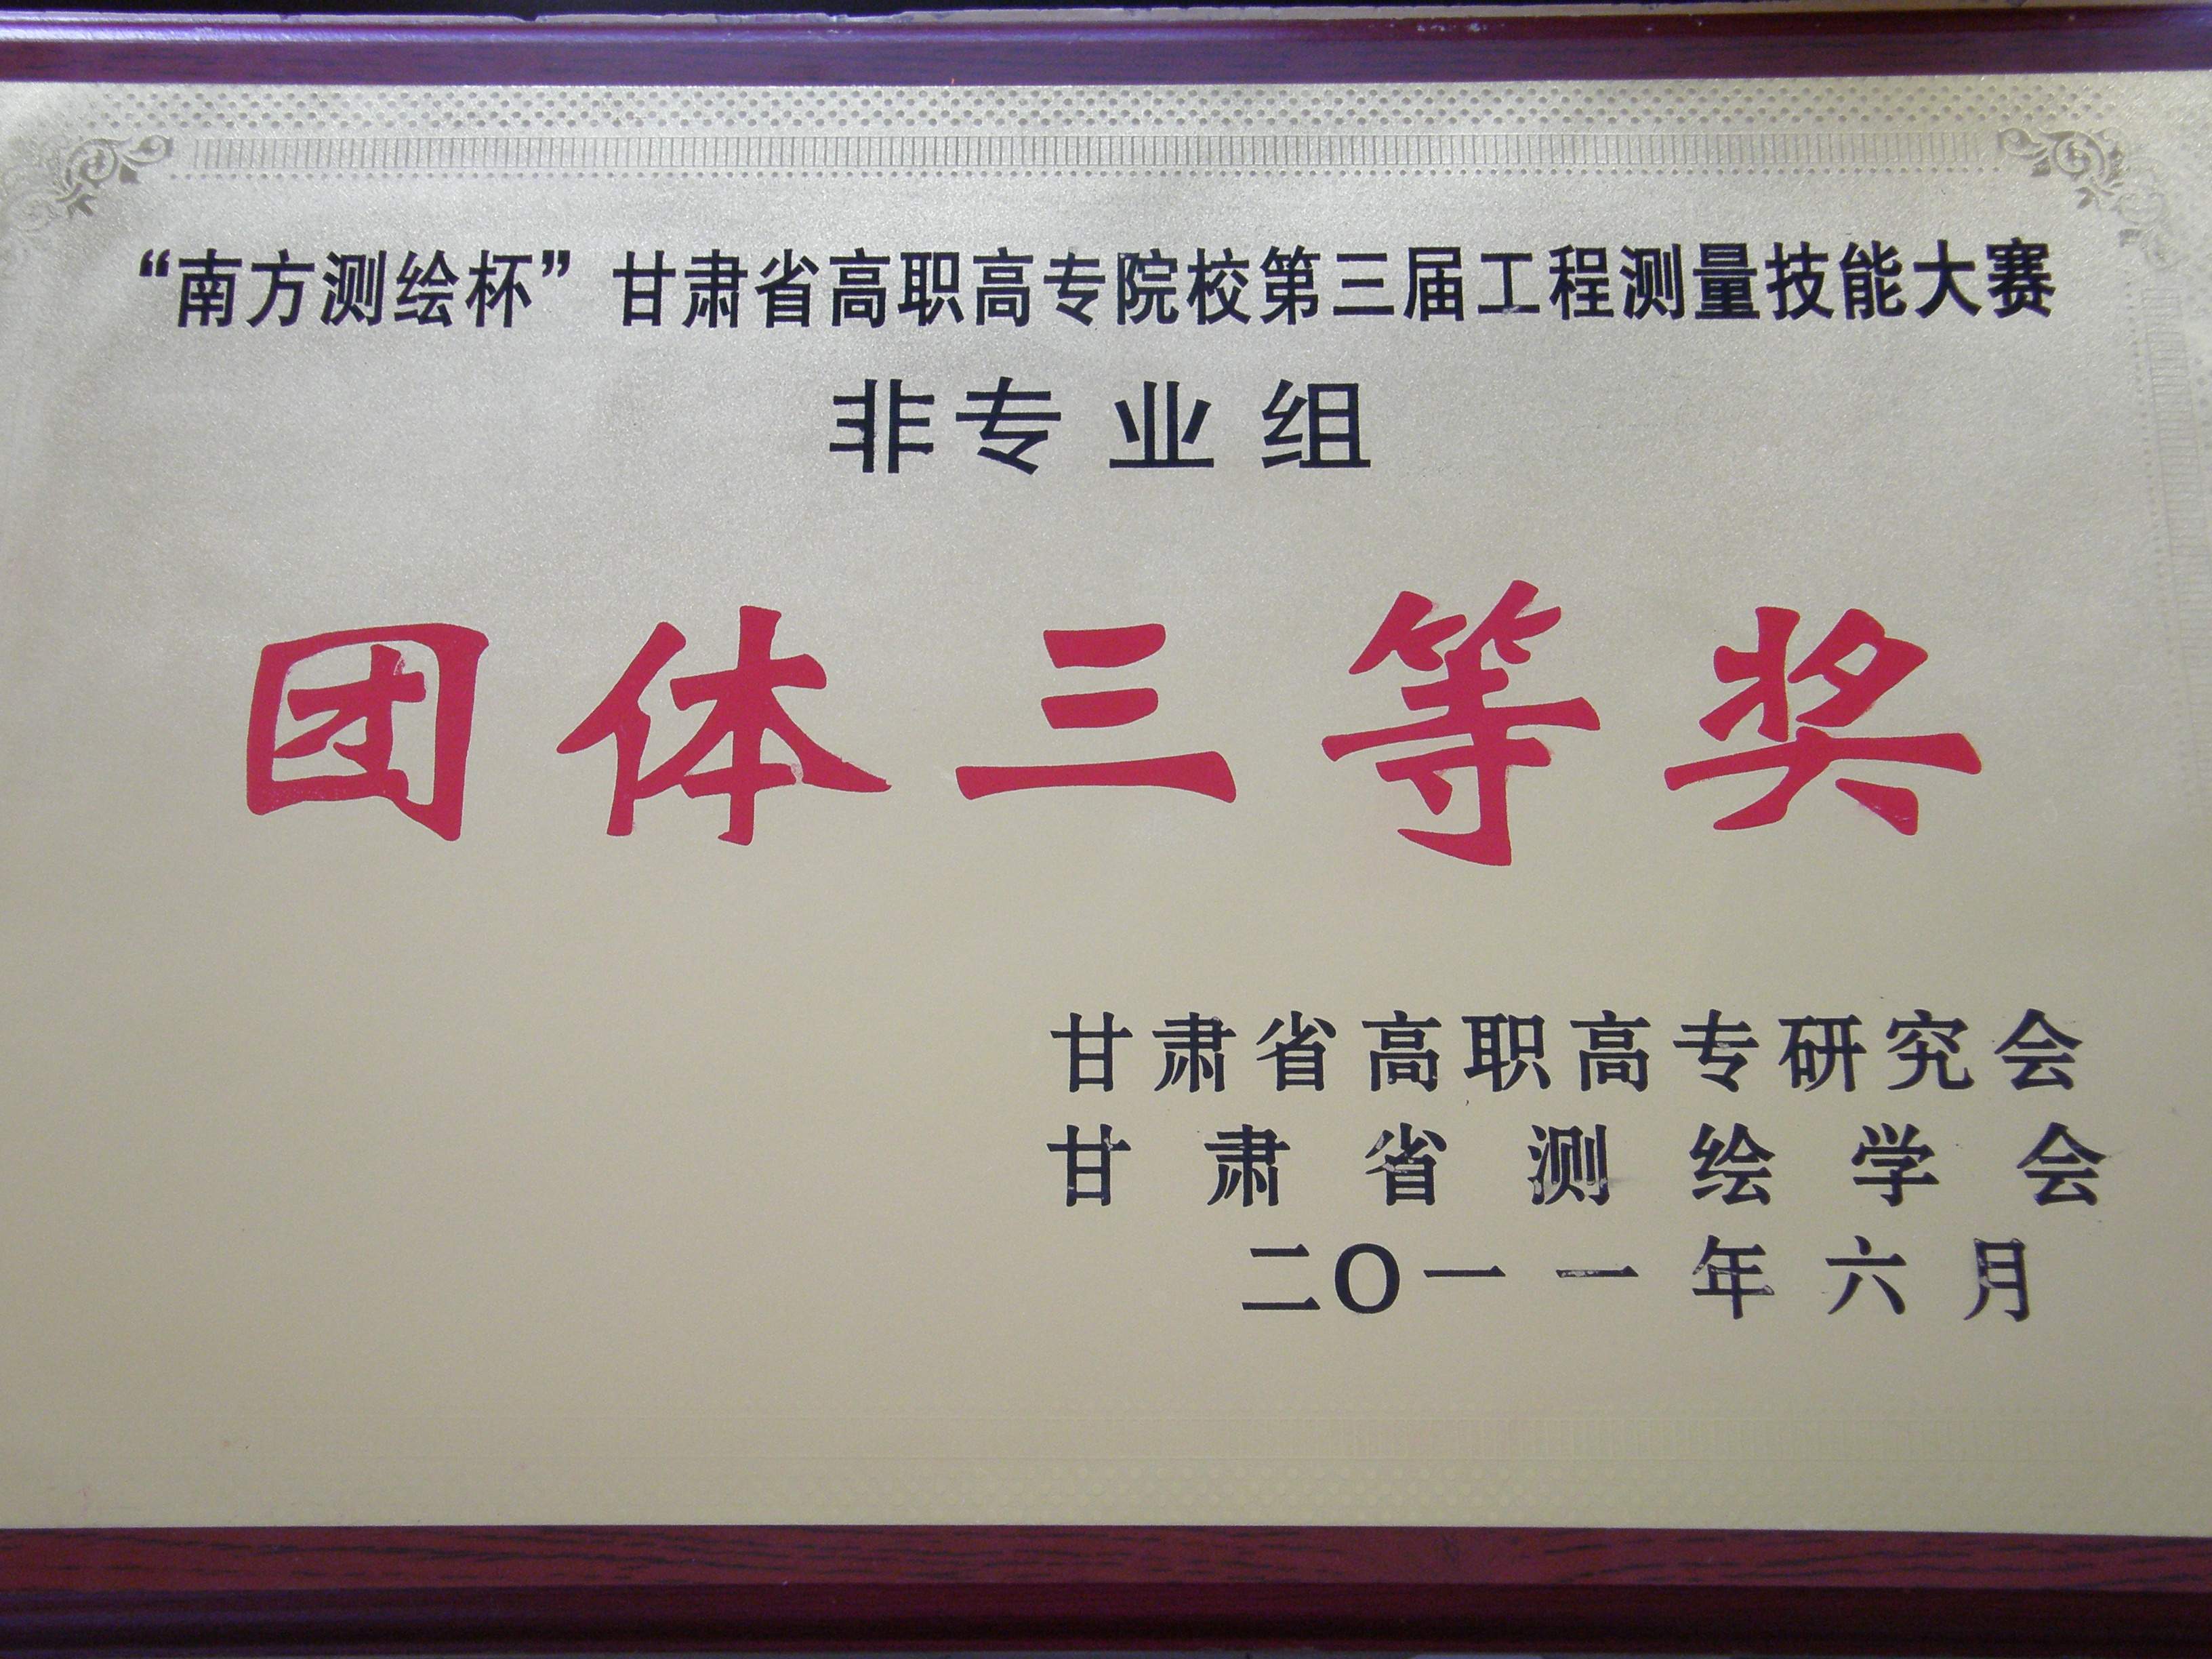 “南方测绘杯”甘肃省高职高专院校第三届工程测量技能大赛
非专业组
团体三等奖
甘肃省高职高专研究会
甘肃省测绘学会
二〇一一年六月